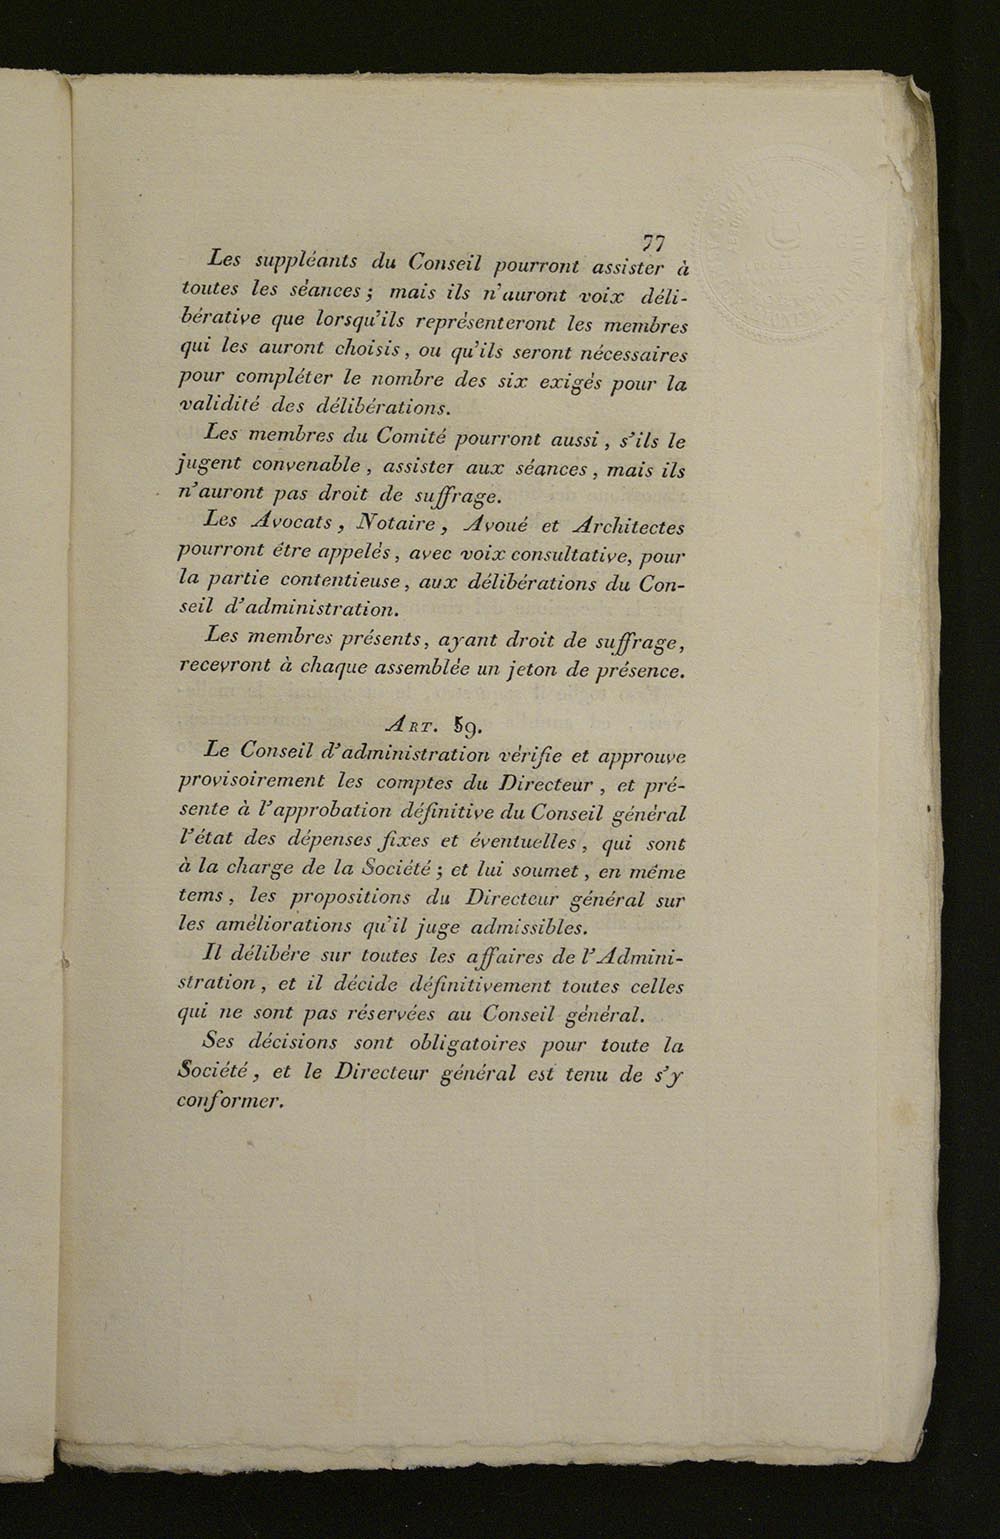 77
Les suppléants du Conseil pourront assister à
toutes les séances ; mais ils n'auront voix déli-
bérative que lorsqu'ils représenteront les membres
qui les auront choisis, ou qu'ils seront nécessaires
pour compléter le nombre des six exigés pour la
validité des délibérations.
Les membres du Comité pourront aussi, s'ils le
jugent convenable, assister aux séances, mais ils
n'auront pas droit de suffrage.
Les Avocats, Notaire, Avoué et Architectes
pourront être appelés, avec voix consultative, pour
la partie contentieuse, aux délibérations du Con-
seil d'administration.
Les membres présents, ayant droit de suffrage,
recevront à chaque assemblée un jeton de présence.
ART. 59.
Le Conseil d'administration vérifie et approuve
provisoirement les comptes du Directeur, et pré-
sente à l'approbation définitive du Conseil général
l'état des dépenses fixes et éventuelles, qui sont
à la charge de la Société ; et lui soumet, en même
tems, les propositions du Directeur général sur
les améliorations qu'il juge admissibles.
Il délibère sur toutes les affaires de l'Admini-
stration, et il décide définitivement toutes celles
qui ne sont pas réservées au Conseil général.
Ses décisions sont obligatoires pour toute la
Société, et le Directeur général est tenu de s'y
conformer.